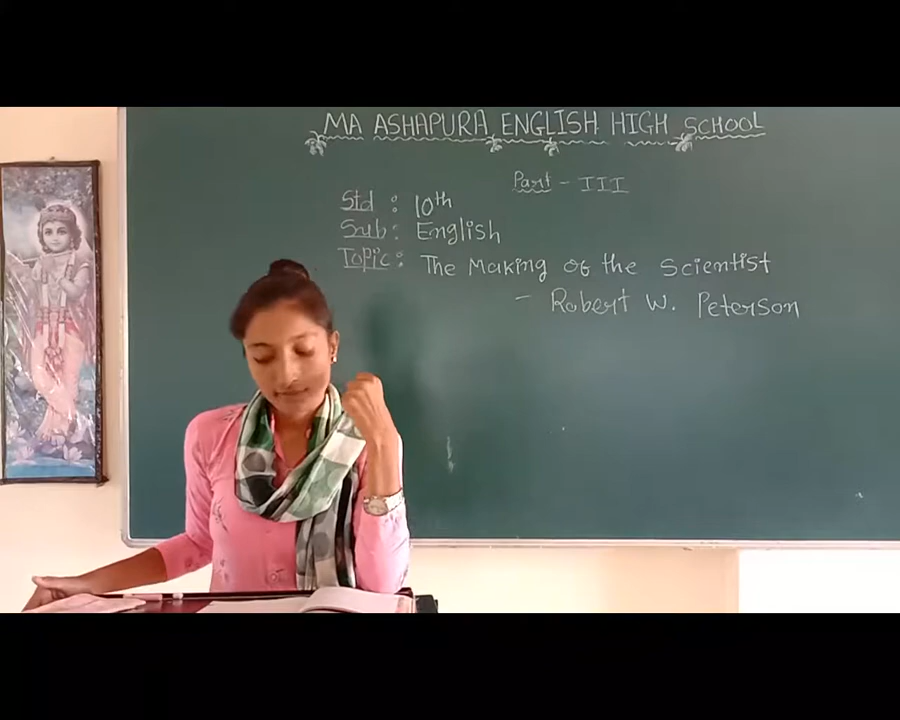 MA ASHAPURA ENGLISH HIGH SCHOOL
Part - III
Std : 10th
Sub : English
Topic : The Making of the Scientist
- Robert W. Peterson